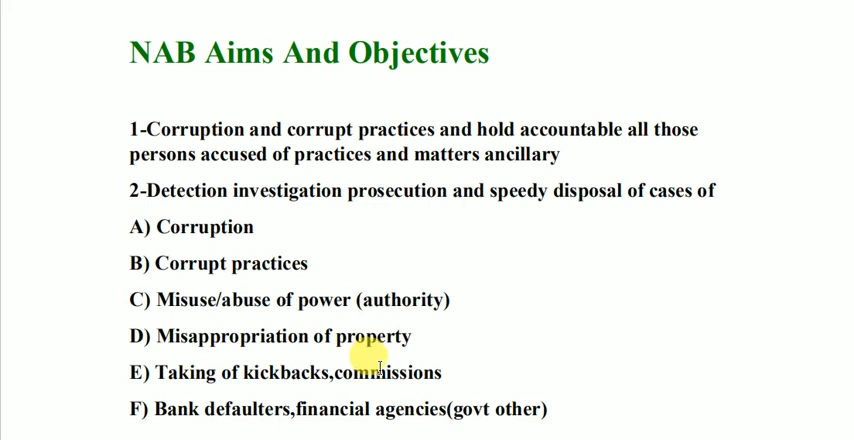 NAB Aims And Objectives
1-Corruption and corrupt practices and hold accountable all those
persons accused of practices and matters ancillary
2-Detection investigation prosecution and speedy disposal of cases of
A) Corruption
B) Corrupt practices
C) Misuse/abuse of power (authority)
D) Misappropriation of property
E) Taking of kickbacks,commissions
F) Bank defaulters,financial agencies(govt other)